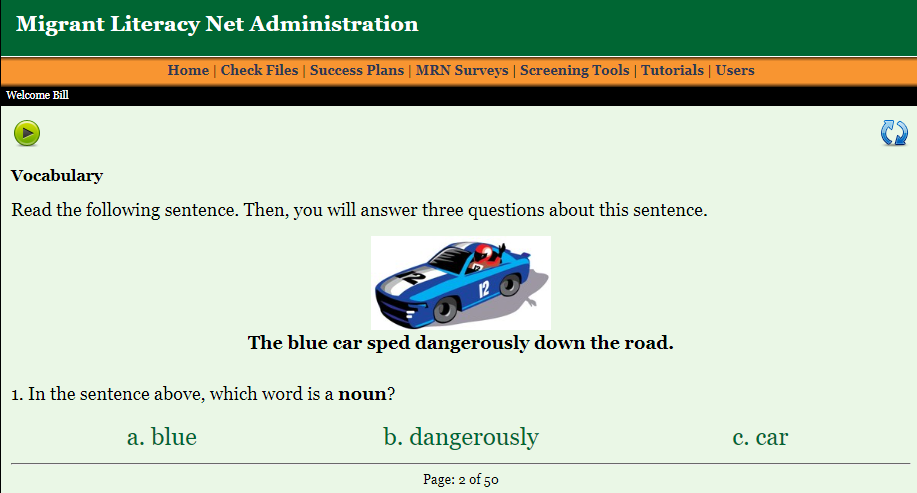 Migrant Literacy Net Administration
Home | Check Files | Success Plans | MRN Surveys | Screening Tools | Tutorials | Users
Welcome Bill
Vocabulary
Read the following sentence. Then, you will answer three questions about this sentence.
12
12
12
The blue car sped dangerously down the road.
1. In the sentence above, which word is a noun?
a. blue b. dangerously c. car
Page: 2 of 50